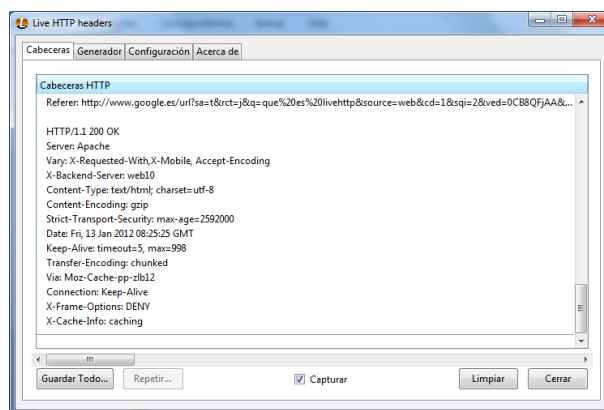 Live HTTP headers
Cabeceras Generador Configuración Acerca de
Cabeceras HTTP
Referer: http://www.google.es/url?sa=t&rct=j&q=que%20es%20livehttp&source=web&cd=1&sqi=2&ved=0CB8QFjAA&...
HTTP/1.1 200 OK
Server: Apache
Vary: X-Requested-With,X-Mobile, Accept-Encoding
X-Backend-Server: web10
Content-Type: text/html; charset=utf-8
Content-Encoding: gzip
Strict-Transport-Security: max-age=2592000
Date: Fri, 13 Jan 2012 08:25:25 GMT
Keep-Alive: timeout=5, max=998
Transfer-Encoding: chunked
Via: Moz-Cache-pp-zlb12
Connection: Keep-Alive
X-Frame-Options: DENY
X-Cache-Info: caching
Guardar Todo... Repetir... Capturar Limpiar Cerrar